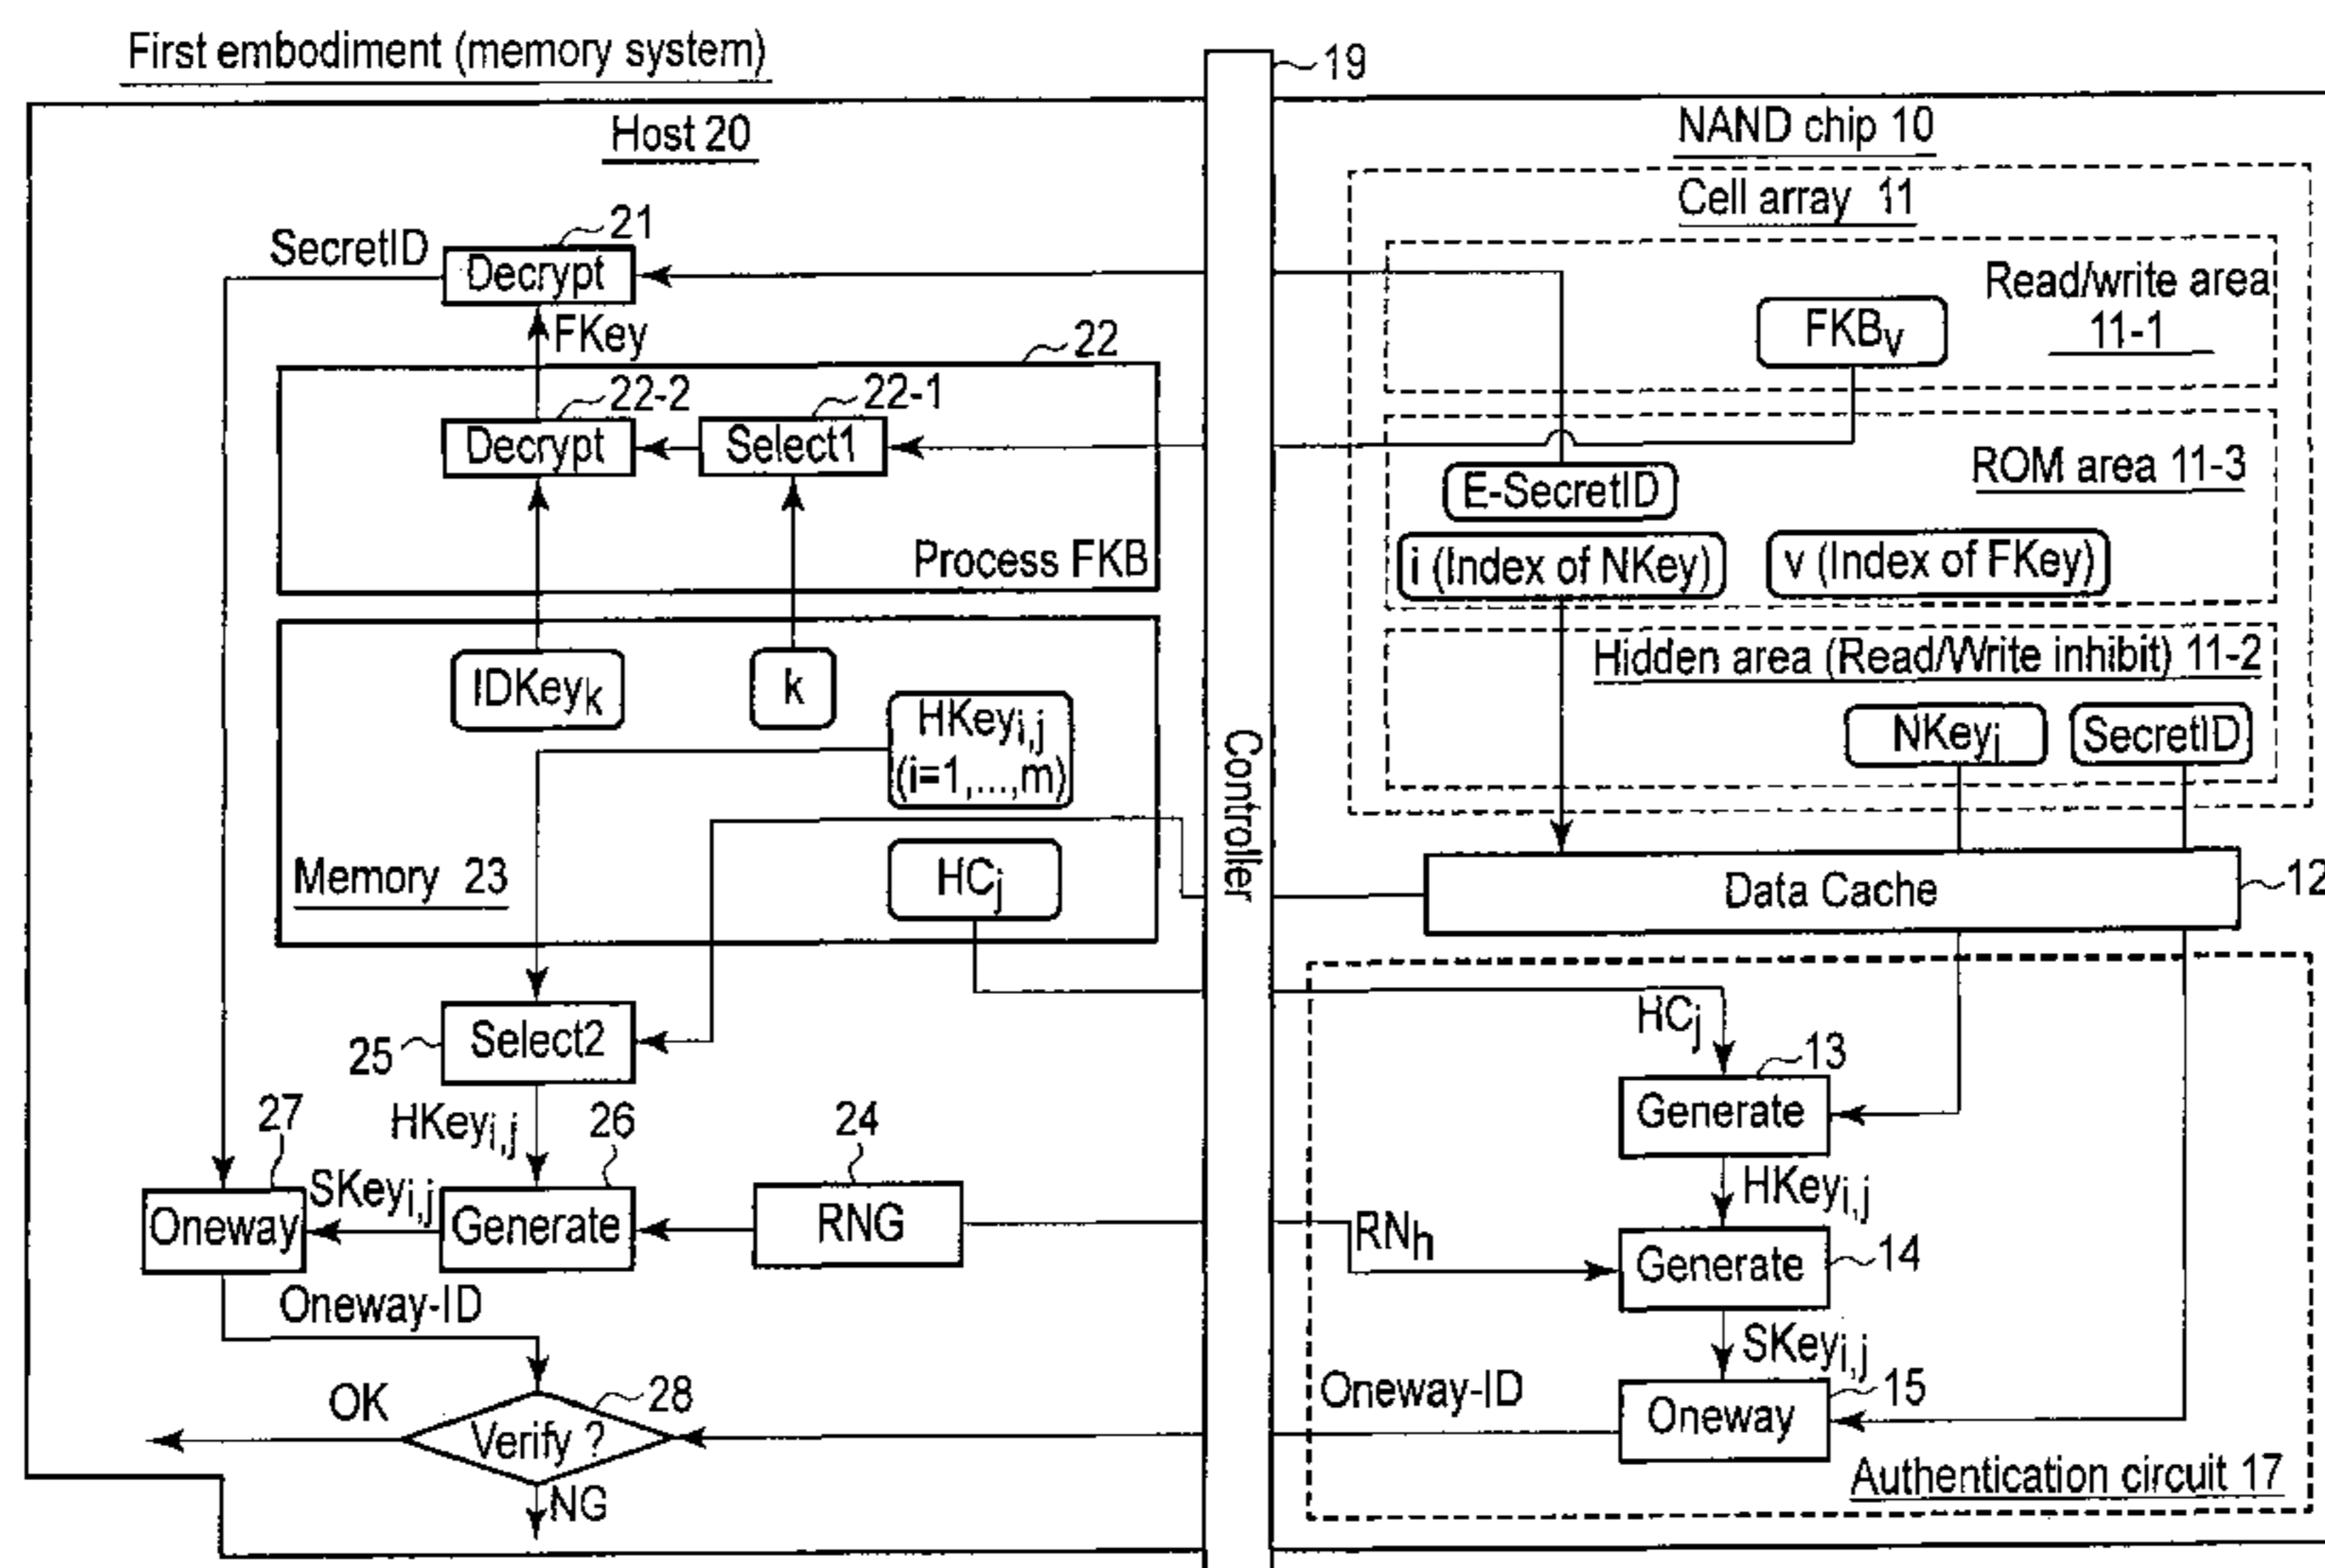 First embodiment (memory system)
19
Host 20
NAND chip 10
Cell array 11
21
SecretID
Decrypt
Read/write area
11-1
FKBv
FKey
22
22-2
22-1
Decrypt
Select1
ROM area 11-3
E-SecretID
Process FKB
i (Index of NKey)
v (Index of FKey)
Hidden area (Read/Write inhibit) 11-2
IDKeyk
k
HKeyi,j
(i=1,...,m)
NKeyi
SecretID
Controller
Memory 23
HCj
Data Cache
12
25
Select2
HCj
13
Generate
27
HKeyi,j
26
24
SKeyi,j
HKeyi,j
Oneway
Generate
RNG
RNh
Generate
14
Oneway-ID
SKeyi,j
OK
28
Oneway-ID
15
Verify ?
Oneway
NG
Authentication circuit 17